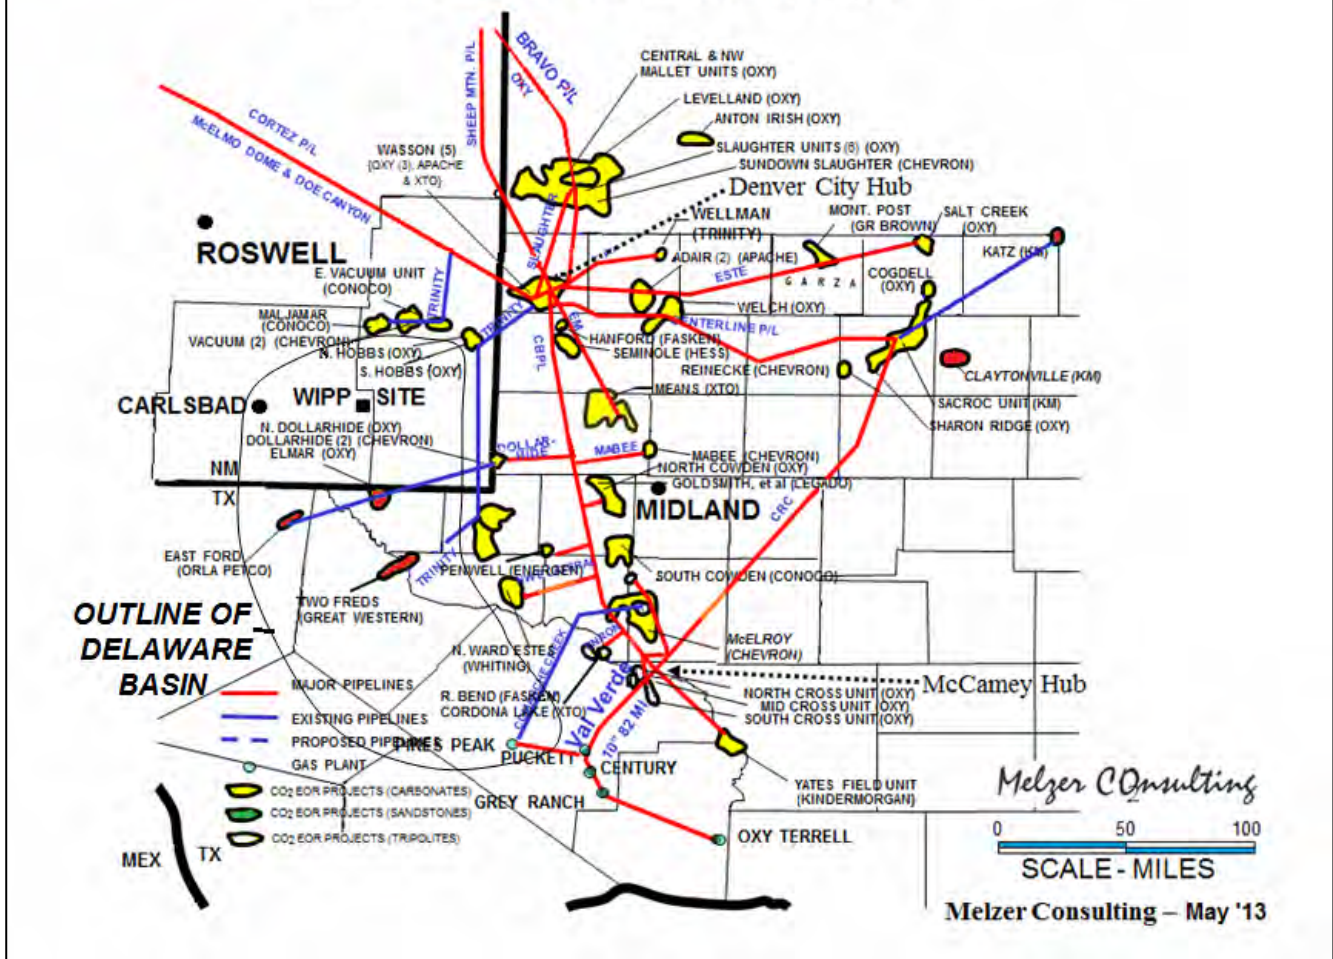 CENTRAL & NW
MALLET UNITS (OXY)
LEVELLAND (OXY)
ANTON IRISH (OXY)
SLAUGHTER UNITS (6) (OXY)
SUNDOWN SLAUGHTER (CHEVRON)
Denver City Hub
SHEEP MTN. P/L
BRAVO P/L
OXY
CORTEZ P/L
McELMO DOME & DOE CANYON
WASSON (5)
(OXY (3), APACHE
& XTO)
SLAUGHTER
WELLMAN
(TRINITY)
MONT. POST
(GR BROWN)
SALT CREEK
(OXY)
KATZ (KM)
ADAIR (2) (APACHE)
ESTE
GARZA
COGDELL
(OXY)
ROSWELL
E. VACUUM UNIT
(CONOCO)
TRINITY
WELCH (OXY)
CENTERLINE P/L
MALJAMAR
(CONOCO)
VACUUM (2) (CHEVRON)
TRINITY
N. HOBBS (OXY)
S. HOBBS (OXY)
CBPL
HANFORD (FASKEN)
SEMINOLE (HESS)
REINECKE (CHEVRON)
CLAYTONVILLE (KM)
MEANS (XTO)
SACROC UNIT (KM)
SHARON RIDGE (OXY)
CARLSBAD
WIPP SITE
N. DOLLARHIDE (OXY)
DOLLARHIDE (2) (CHEVRON)
ELMAR (OXY)
DOLLAR-
HIDE
MABEE
MABEE (CHEVRON)
NORTH COWDEN (OXY)
GOLDSMITH, et al (LEGADO)
NM
TX
MIDLAND
CRC
EAST FORD
(ORLA PETCO)
TRINITY
PENWELL (ENERGEN)
SOUTH COWDEN (CONOCO)
TWO FREDS
(GREAT WESTERN)
OUTLINE OF
DELAWARE
BASIN
N. WARD ESTES
(WHITING)
McELROY
(CHEVRON)
McCamey Hub
R. BEND (FASKEN)
CORDONA LAKE (XTO)
NORTH CROSS UNIT (OXY)
MID CROSS UNIT (OXY)
SOUTH CROSS UNIT (OXY)
Val Verde
10" 82 MI
MAJOR PIPELINES
EXISTING PIPELINES
PROPOSED PIPELINES
GAS PLANT
CO2 EOR PROJECTS (CARBONATES)
CO2 EOR PROJECTS (SANDSTONES)
CO2 EOR PROJECTS (TRIPOLITES)
PIKES PEAK
PUCKETT
CENTURY
GREY RANCH
OXY TERRELL
YATES FIELD UNIT
(KINDERMORGAN)
MEX
TX
Melzer COnsulting
0 50 100
SCALE - MILES
Melzer Consulting – May '13